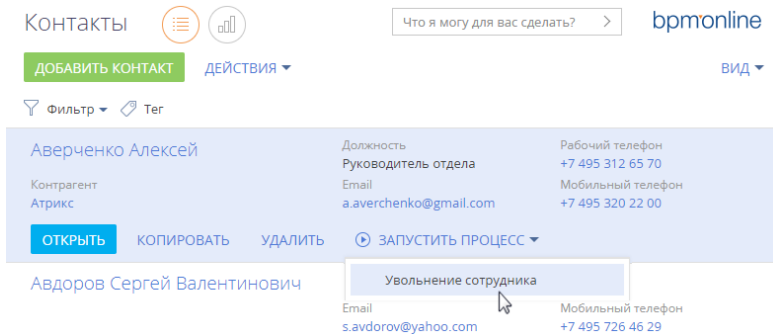 Контакты Что я могу для вас сделать? bpmonline
ДОБАВИТЬ КОНТАКТ ДЕЙСТВИЯ ВИД
Фильтр Тег
Аверченко Алексей
Должность Рабочий телефон
Руководитель отдела +7 495 312 65 70
Контрагент Email Мобильный телефон
Атрикс a.averchenko@gmail.com +7 495 320 22 00
ОТКРЫТЬ КОПИРОВАТЬ УДАЛИТЬ ЗАПУСТИТЬ ПРОЦЕСС
Увольнение сотрудника
Авдоров Сергей Валентинович
Email Мобильный телефон
s.avdorov@yahoo.com +7 495 726 46 29